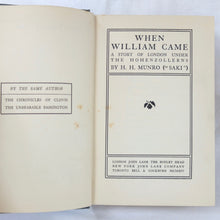 BY THE SAME AUTHOR
THE CHRONICLES OF CLOVIS
THE UNBEARABLE BASSINGTON
WHEN
WILLIAM CAME
A STORY OF LONDON UNDER
THE HOHENZOLLERNS
BY H. H. MUNRO ("SAKI")
LONDON JOHN LANE THE BODLEY HEAD
NEW YORK JOHN LANE COMPANY
TORONTO BELL & COCKBURN MCMXIV